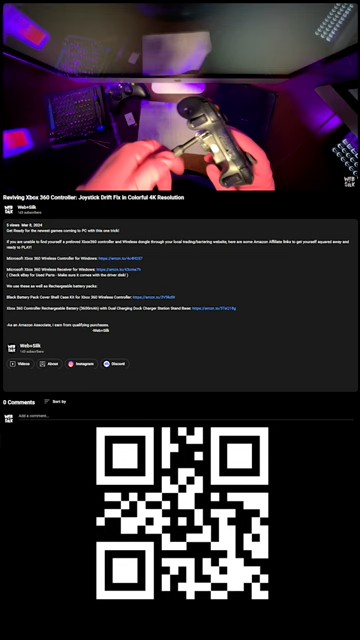 WEB TALK
Reviving Xbox 360 Controller: Joystick Drift Fix in Colorful 4K Resolution
Web+Silk
5 views Mar 5, 2024
Get Ready for the newest games coming to PC with this one trick!
If you are unable to find yourself a preferred Xbox360 controller and Wireless dongle through your local trading/bartering website, here are some Amazon Affiliate links to get yourself squared away and
ready to PLAY!
Microsoft Xbox 360 Wireless Controller for Windows:
Microsoft Xbox 360 Wireless Receiver for Windows:
( Check eBay for Used Parts - Make sure it comes with the driver disk! )
We use these as well as Rechargeable battery packs:
Black Battery Pack Cover Shell Case Kit for Xbox 360 Wireless Controller:
Xbox 360 Controller Rechargeable Battery (3600mAh) with Dual Charging Dock Charger Station Stand Base:
As an Amazon Associate, I earn from qualifying purchases.
-Web+Silk
Web+Silk
Videos
About
Instagram
Discord
0 Comments
Sort by
Add a comment...